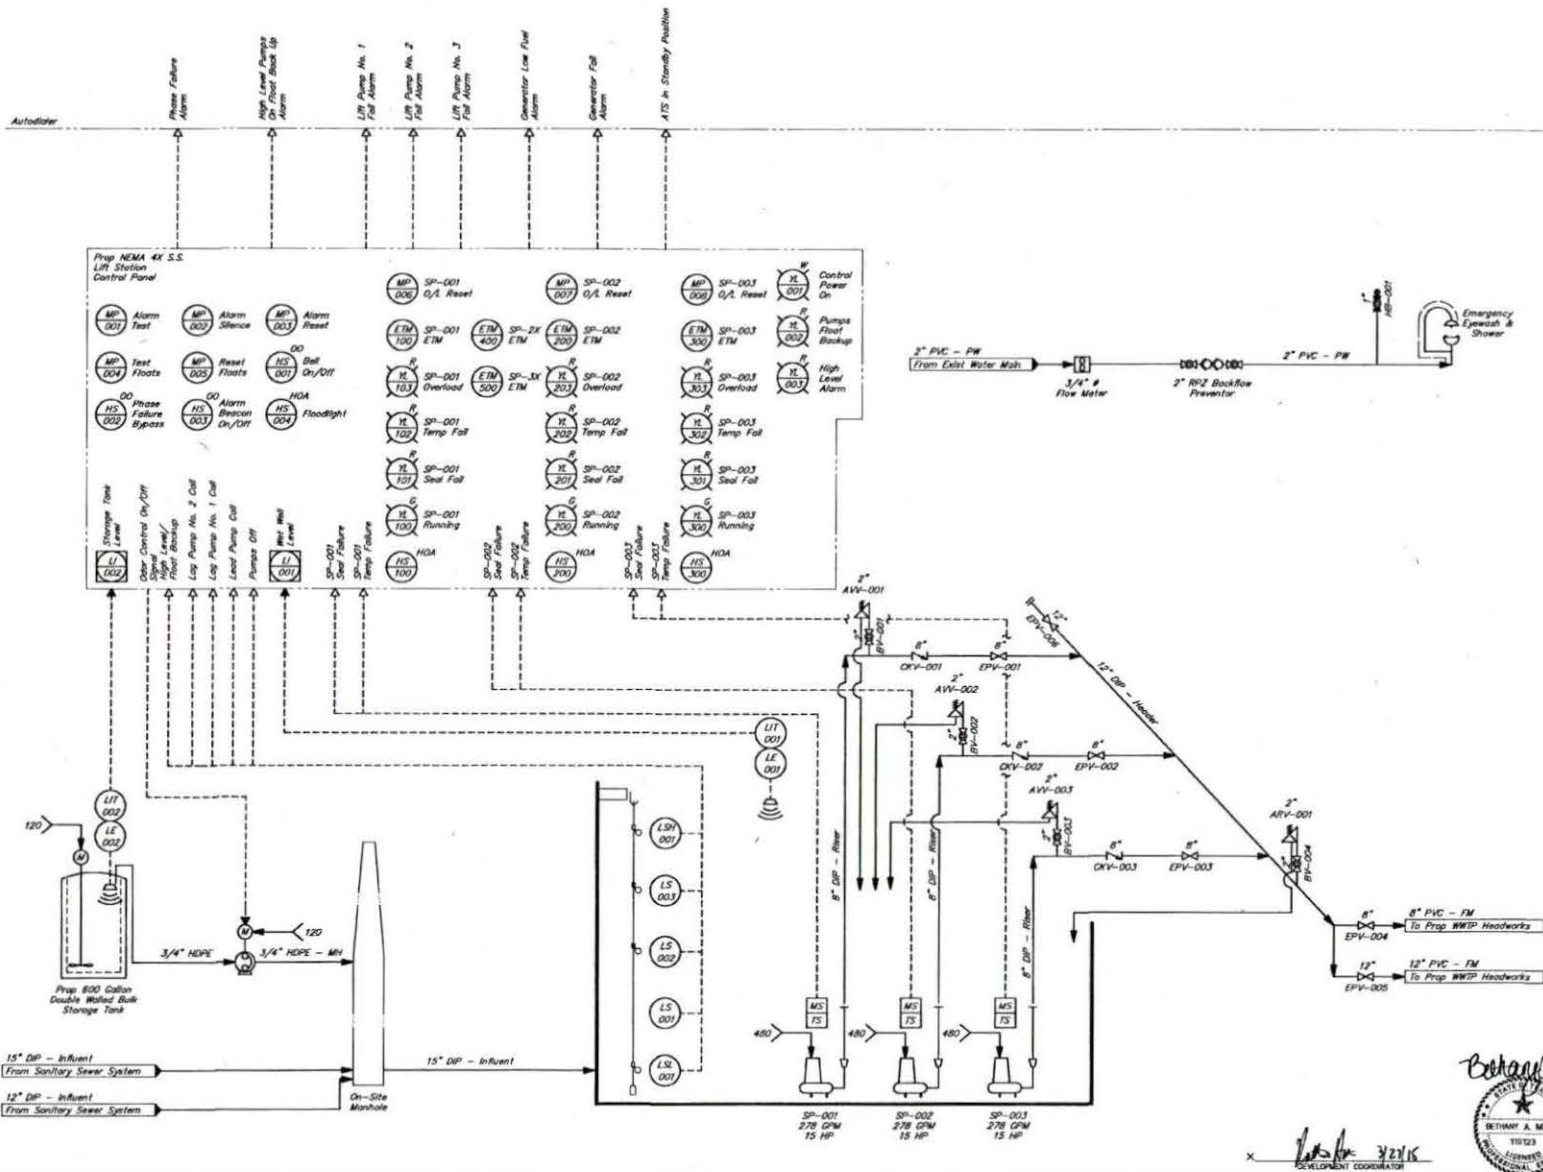 Phase Failure
Alarm
High Level Pumps
On Float Back Up
Alarm
Lift Pump No. 1
Fail Alarm
Lift Pump No. 2
Fail Alarm
Lift Pump No. 3
Fail Alarm
Generator Low Fuel
Alarm
Generator Fail
Alarm
ATS in Standby Position
Autodialer
Prop NEMA 4X S.S.
Lift Station
Control Panel
MP
001
Alarm
Test
MP
002
Alarm
Silence
MP
003
Alarm
Reset
MP
004
Test
Floats
MP
005
Reset
Floats
OO
HS
001
Bell
On/Off
OO
HS
002
Phase
Failure
Bypass
OO
HS
003
Alarm
Beacon
On/Off
HOA
HS
004
Floodlight
MP
006
SP-001
O/L Reset
ETM
100
SP-001
ETM
R
YL
103
SP-001
Overload
R
YL
102
SP-001
Temp Fail
R
YL
101
SP-001
Seal Fail
G
YL
100
SP-001
Running
HOA
HS
100
ETM
400
SP-2X
ETM
ETM
500
SP-3X
ETM
MP
007
SP-002
O/L Reset
ETM
200
SP-002
ETM
R
YL
203
SP-002
Overload
R
YL
202
SP-002
Temp Fail
R
YL
201
SP-002
Seal Fail
G
YL
200
SP-002
Running
HOA
HS
200
MP
008
SP-003
O/L Reset
ETM
300
SP-003
ETM
R
YL
303
SP-003
Overload
R
YL
302
SP-003
Temp Fail
R
YL
301
SP-003
Seal Fail
G
YL
300
SP-003
Running
HOA
HS
300
W
YL
001
Control
Power
On
R
YL
002
Pumps
Float
Backup
R
YL
003
High
Level
Alarm
Storage Tank
Level
LI
002
Odor Control On/Off
Signal
High Level/
Float Backup
Lag Pump No. 2 Call
Lag Pump No. 1 Call
Lead Pump Call
Pumps Off
Wet Well
Level
LI
001
SP-001
Seal Failure
SP-001
Temp Failure
SP-002
Seal Failure
SP-002
Temp Failure
SP-003
Seal Failure
SP-003
Temp Failure
2" PVC - PW
From Exist Water Main
3/4" ø
Flow Meter
2" RPZ Backflow
Preventor
2" PVC - PW
1"
HB-001
Emergency
Eyewash &
Shower
2"
AVV-001
2"
BV-001
8"
CKV-001
8"
EPV-001
12"
EPV-006
12" DIP - Header
2"
AVV-002
2"
BV-002
8"
CKV-002
8"
EPV-002
2"
AVV-003
2"
BV-003
8"
CKV-003
8"
EPV-003
2"
ARV-001
2"
BV-004
8"
EPV-004
8" PVC - FM
To Prop WWTP Headworks
12"
EPV-005
12" PVC - FM
To Prop WWTP Headworks
8" DIP - Riser
8" DIP - Riser
8" DIP - Riser
LIT
001
LE
001
LIT
002
LE
002
120
M
M
120
3/4" HDPE
3/4" HDPE - MH
Prop 600 Gallon
Double Walled Bulk
Storage Tank
LSH
001
LS
003
LS
002
LS
001
LSL
001
15" DIP - Influent
From Sanitary Sewer System
12" DIP - Influent
From Sanitary Sewer System
15" DIP - Influent
On-Site
Manhole
MS
TS
MS
TS
MS
TS
480
480
480
SP-001
278 GPM
15 HP
SP-002
278 GPM
15 HP
SP-003
278 GPM
15 HP
x
DEVELOPMENT COORDINATOR
Bethany
STATE OF
BETHANY A. M
LICENSED